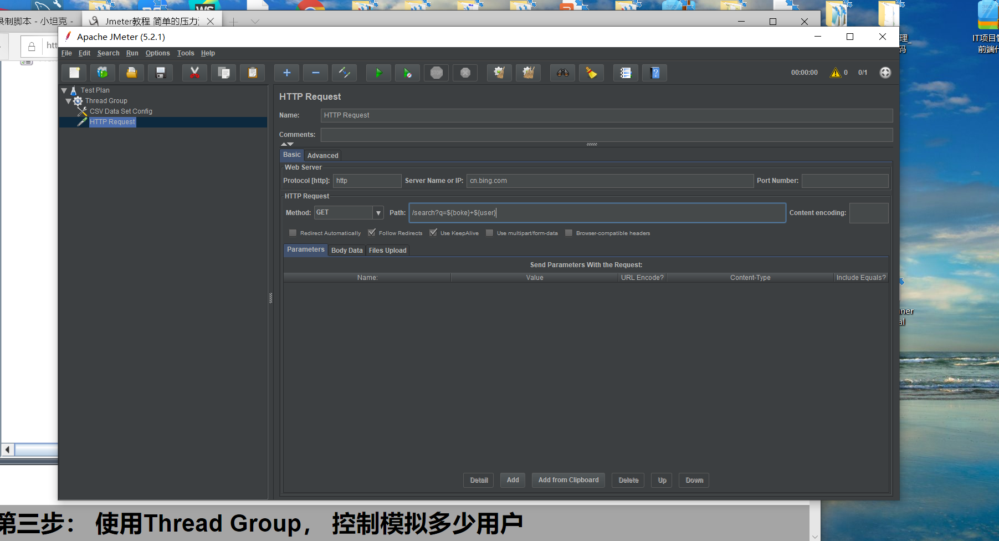 录制脚本 - 小坦克 -
Jmeter教程 简单的压力
Apache JMeter (5.2.1)
File Edit Search Run Options Tools Help
00:00:00 0 0/1
Test Plan
Thread Group
CSV Data Set Config
HTTP Request
HTTP Request
Name: HTTP Request
Comments:
Basic Advanced
Web Server
Protocol [http]: http Server Name or IP: cn.bing.com Port Number:
HTTP Request
Method: GET Path: /search?q=${boke}+${user} Content encoding:
Redirect Automatically Follow Redirects Use KeepAlive Use multipart/form-data Browser-compatible headers
Parameters Body Data Files Upload
Send Parameters With the Request:
Name: Value URL Encode? Content-Type Include Equals?
Detail Add Add from Clipboard Delete Up Down
第三步： 使用Thread Group， 控制模拟多少用户
理_
码
IT项目管
前端代
ner
al